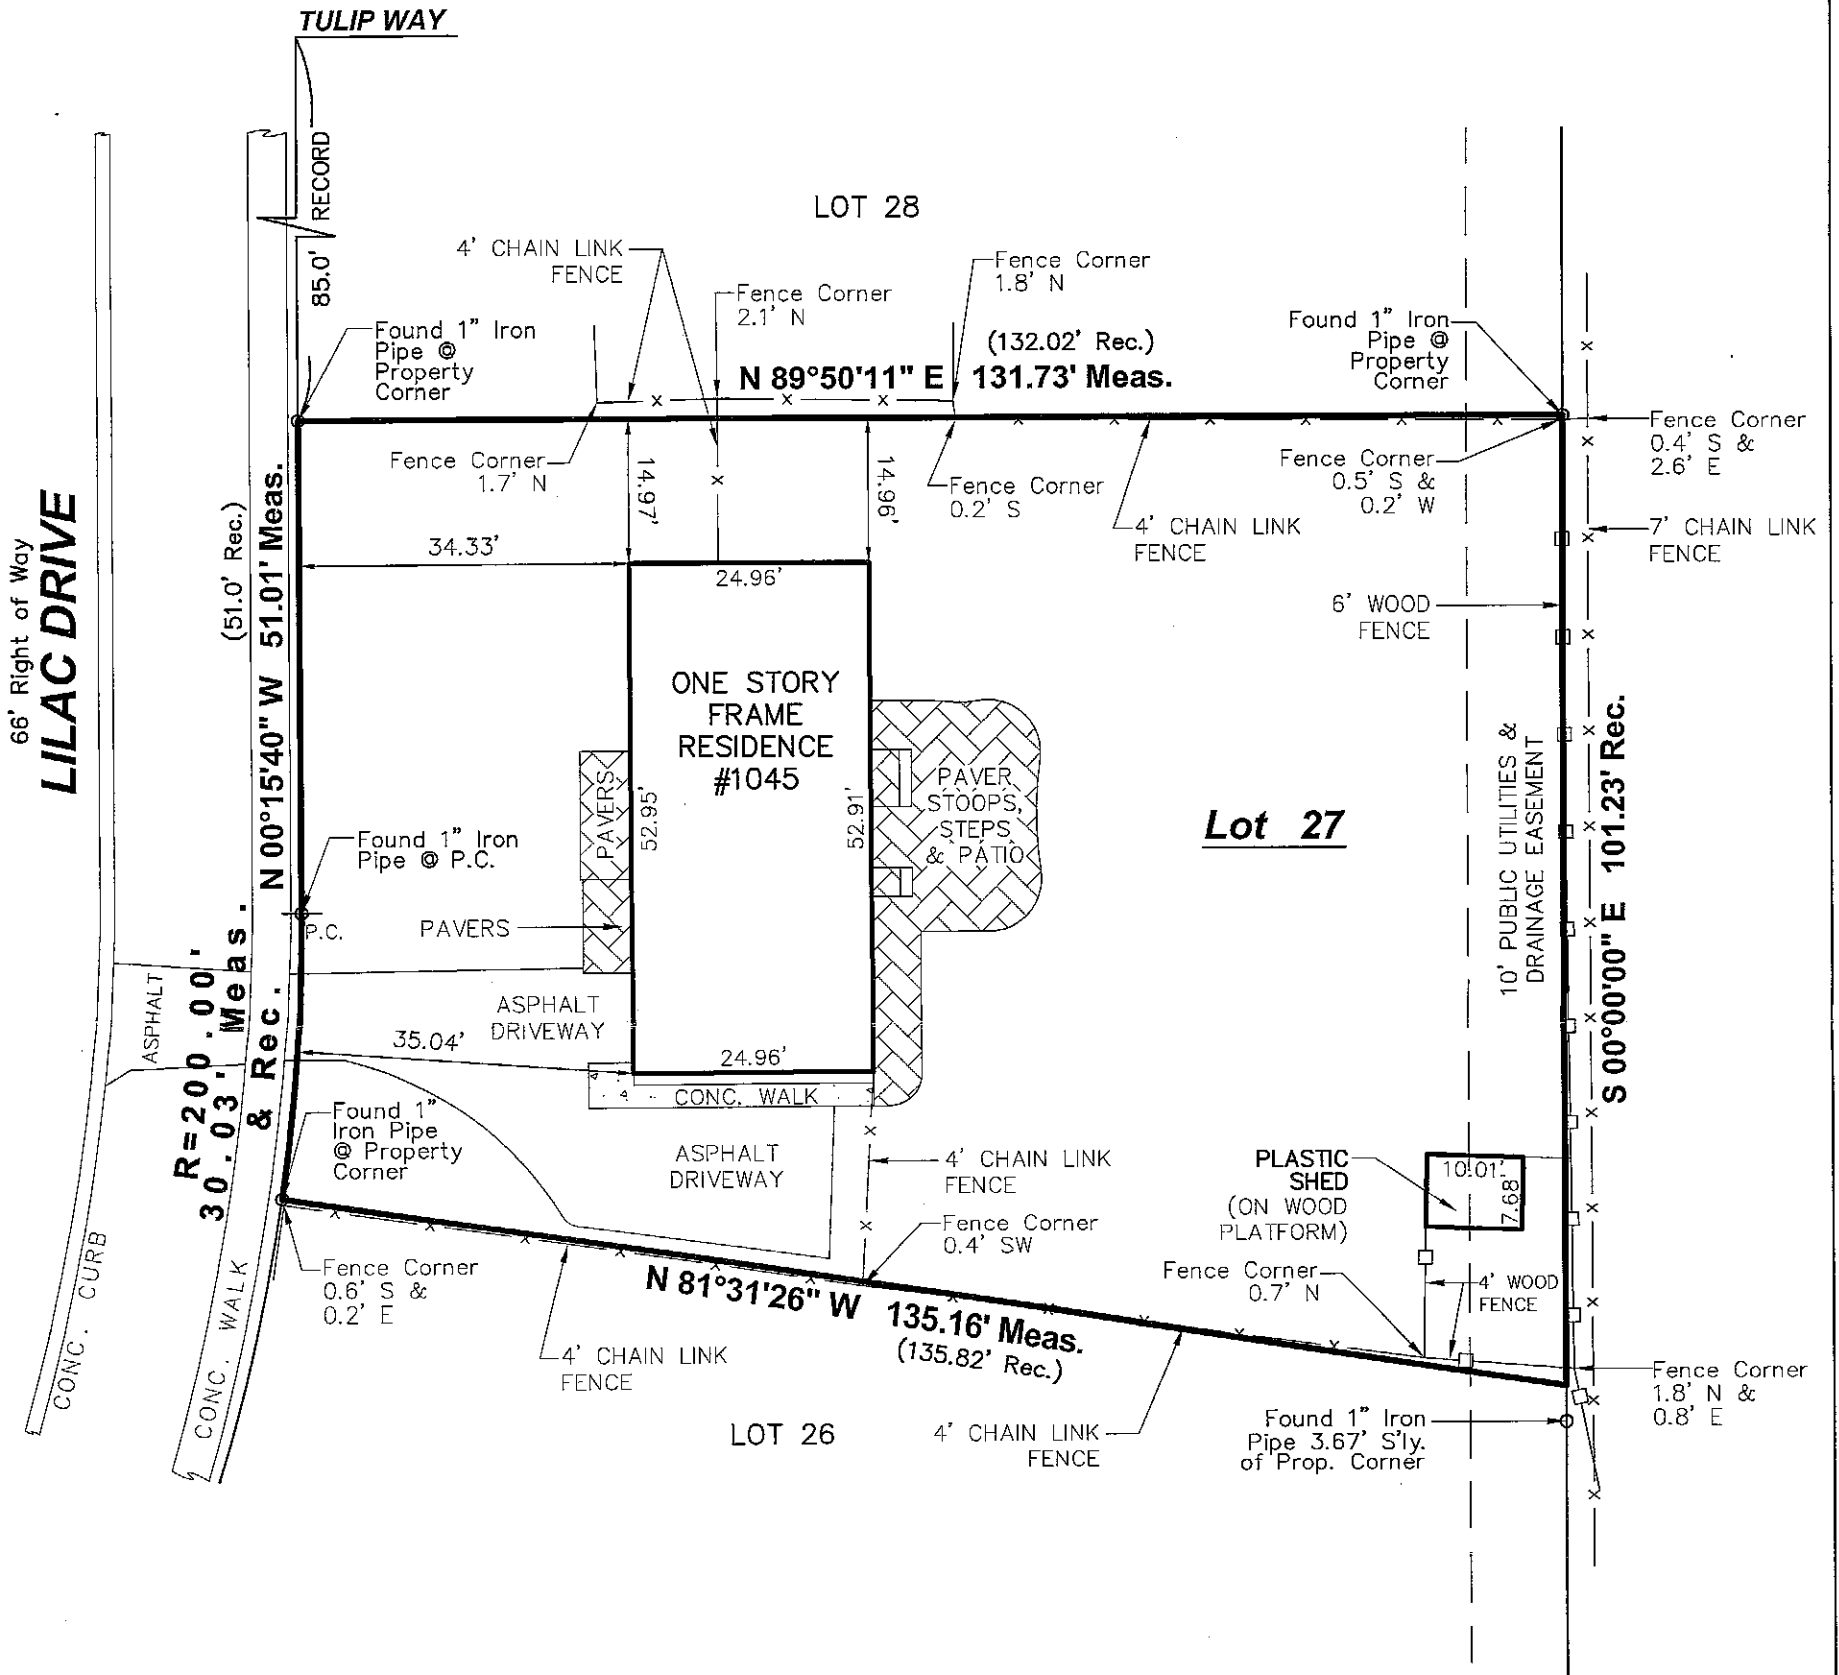 TULIP WAY
85.0' RECORD
LOT 28
4' CHAIN LINK
FENCE
Fence Corner
2.1' N
Fence Corner
1.8' N
Found 1" Iron
Pipe @
Property
Corner
(132.02' Rec.)
N 89°50'11" E 131.73' Meas.
Found 1" Iron
Pipe @
Property
Corner
Fence Corner
1.7' N
14.97'
14.96'
Fence Corner
0.2' S
4' CHAIN LINK
FENCE
Fence Corner
0.5' S &
0.2' W
Fence Corner
0.4' S &
2.6' E
7' CHAIN LINK
FENCE
6' WOOD
FENCE
66' Right of Way
LILAC DRIVE
(51.0' Rec.)
N 00°15'40" W 51.01' Meas.
34.33'
24.96'
ONE STORY
FRAME
RESIDENCE
#1045
52.95'
52.91'
PAVERS
PAVER
STOOPS,
STEPS
& PATIO
Lot 27
10' PUBLIC UTILITIES &
DRAINAGE EASEMENT
S 00°00'00" E 101.23' Rec.
Found 1" Iron
Pipe @ P.C.
P.C.
PAVERS
ASPHALT
R=200.00'
30.03' Meas.
& Rec.
ASPHALT
DRIVEWAY
35.04'
24.96'
CONC. WALK
Found 1"
Iron Pipe
@ Property
Corner
ASPHALT
DRIVEWAY
4' CHAIN LINK
FENCE
Fence Corner
0.4' SW
PLASTIC
SHED
(ON WOOD
PLATFORM)
10.01'
7.68'
Fence Corner
0.7' N
4' WOOD
FENCE
CONC. CURB
CONC. WALK
Fence Corner
0.6' S &
0.2' E
N 81°31'26" W 135.16' Meas.
(135.82' Rec.)
4' CHAIN LINK
FENCE
LOT 26
4' CHAIN LINK
FENCE
Found 1" Iron
Pipe 3.67' S'ly.
of Prop. Corner
Fence Corner
1.8' N &
0.8' E